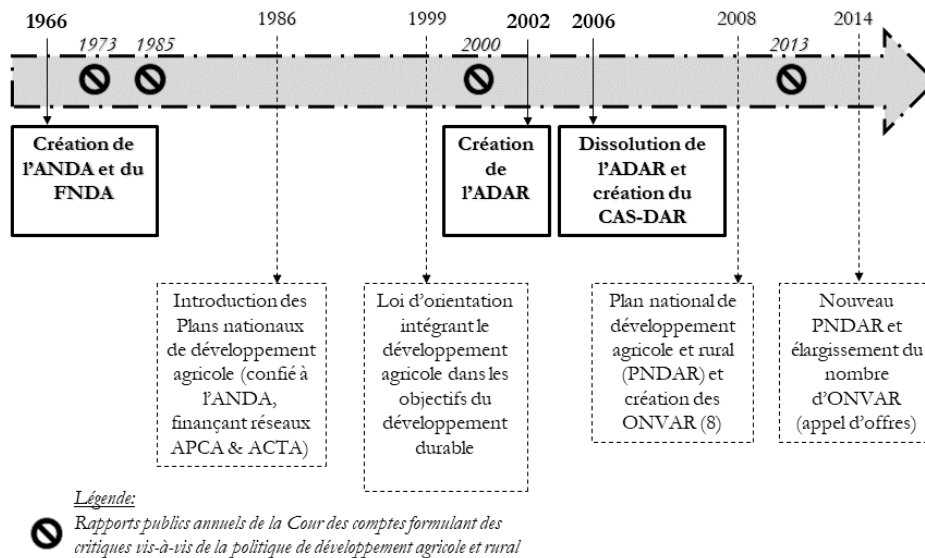 1966
1986
1999
2002
2006
2008
2014
1973
1985
2000
2013
Création de
l'ANDA et du
FNDA
Création
de
l'ADAR
Dissolution de
l'ADAR et
création du
CAS-DAR
Introduction des
Plans nationaux
de développement
agricole (confié à
l'ANDA,
finançant réseaux
APCA & ACTA)
Loi d'orientation
intégrant le
développement
agricole dans les
objectifs du
développement
durable
Plan national de
développement
agricole et rural
(PNDAR) et
création des
ONVAR (8)
Nouveau
PNDAR et
élargissement du
nombre
d'ONVAR
(appel d'offres)
Légende:
Rapports publics annuels de la Cour des comptes formulant des
critiques vis-à-vis de la politique de développement agricole et rural